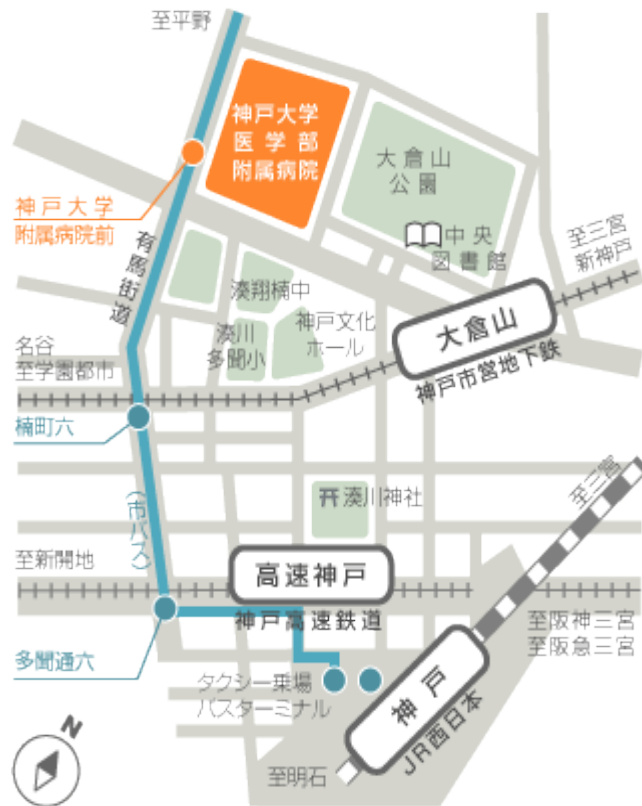 至平野
神戸大学
医学部
附属病院
大倉山
公園
神戸大学
附属病院前
有馬街道
中央
図書館
至三宮
新神戸
湊翔楠中
神戸文化
ホール
湊川
多聞小
大倉山
神戸市営地下鉄
名谷
至学園都市
楠町六
至三宮
湊川神社
(市バス)
至新開地
高速神戸
神戸高速鉄道
至阪神三宮
至阪急三宮
多聞通六
タクシー乗場
バスターミナル
神戸
JR西日本
至明石
N